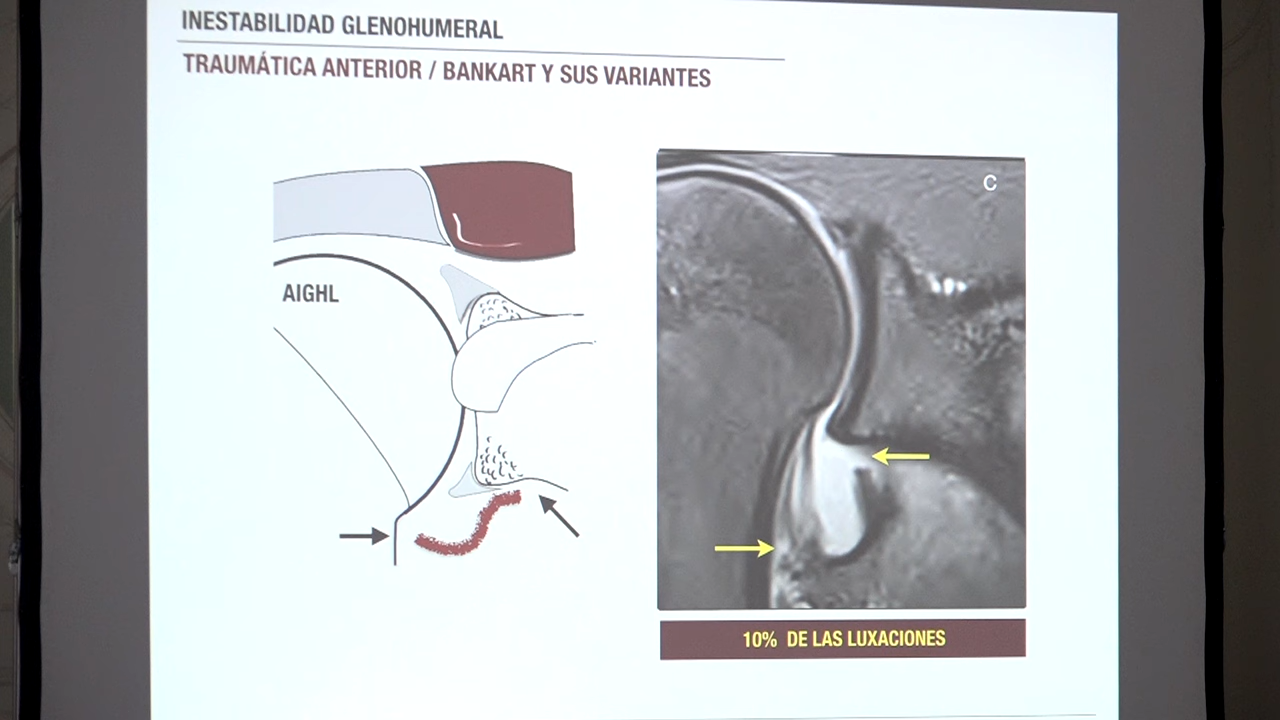 INESTABILIDAD GLENOHUMERAL
TRAUMÁTICA ANTERIOR / BANKART Y SUS VARIANTES
AIGHL
C
10% DE LAS LUXACIONES